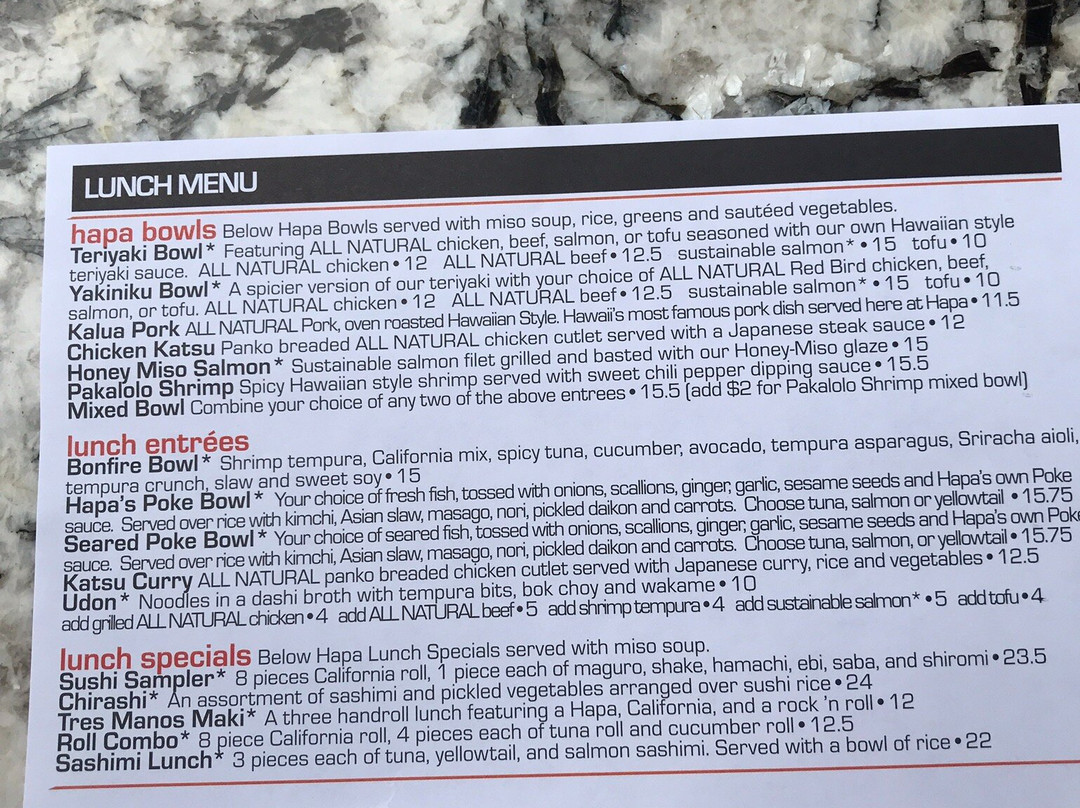 LUNCH MENU
hapa bowls Below Hapa Bowls served with miso soup, rice, greens and sautéed vegetables.
Teriyaki Bowl* Featuring ALL NATURAL chicken, beef, salmon, or tofu seasoned with our own Hawaiian style
teriyaki sauce. ALL NATURAL chicken • 12 ALL NATURAL beef • 12.5 sustainable salmon* • 15 tofu • 10
Yakiniku Bowl* A spicier version of our teriyaki with your choice of ALL NATURAL Red Bird chicken, beef,
salmon, or tofu. ALL NATURAL chicken • 12 ALL NATURAL beef • 12.5 sustainable salmon* • 15 tofu • 10
Kalua Pork ALL NATURAL Pork, oven roasted Hawaiian Style. Hawaii's most famous pork dish served here at Hapa • 11.5
Chicken Katsu Panko breaded ALL NATURAL chicken cutlet served with a Japanese steak sauce • 12
Honey Miso Salmon* Sustainable salmon filet grilled and basted with our Honey-Miso glaze • 15
Pakalolo Shrimp Spicy Hawaiian style shrimp served with sweet chili pepper dipping sauce • 15.5
Mixed Bowl Combine your choice of any two of the above entrees • 15.5 (add $2 for Pakalolo Shrimp mixed bowl)
lunch entrées
Bonfire Bowl* Shrimp tempura, California mix, spicy tuna, cucumber, avocado, tempura asparagus, Sriracha aioli,
tempura crunch, slaw and sweet soy • 15
Hapa's Poke Bowl* Your choice of fresh fish, tossed with onions, scallions, ginger, garlic, sesame seeds and Hapa's own Poke
sauce. Served over rice with kimchi, Asian slaw, masago, nori, pickled daikon and carrots. Choose tuna, salmon or yellowtail • 15.75
Seared Poke Bowl* Your choice of seared fish, tossed with onions, scallions, ginger, garlic, sesame seeds and Hapa's own Poke
sauce. Served over rice with kimchi, Asian slaw, masago, nori, pickled daikon and carrots. Choose tuna, salmon, or yellowtail • 15.75
Katsu Curry ALL NATURAL panko breaded chicken cutlet served with Japanese curry, rice and vegetables • 12.5
Udon* Noodles in a dashi broth with tempura bits, bok choy and wakame • 10
add grilled ALL NATURAL chicken • 4 add ALL NATURAL beef • 5 add shrimp tempura • 4 add sustainable salmon* • 5 add tofu • 4
lunch specials Below Hapa Lunch Specials served with miso soup.
Sushi Sampler* 8 pieces California roll, 1 piece each of maguro, shake, hamachi, ebi, saba, and shiromi • 23.5
Chirashi* An assortment of sashimi and pickled vegetables arranged over sushi rice • 24
Tres Manos Maki* A three handroll lunch featuring a Hapa, California, and a rock 'n roll • 12
Roll Combo* 8 piece California roll, 4 pieces each of tuna roll and cucumber roll • 12.5
Sashimi Lunch* 3 pieces each of tuna, yellowtail, and salmon sashimi. Served with a bowl of rice • 22